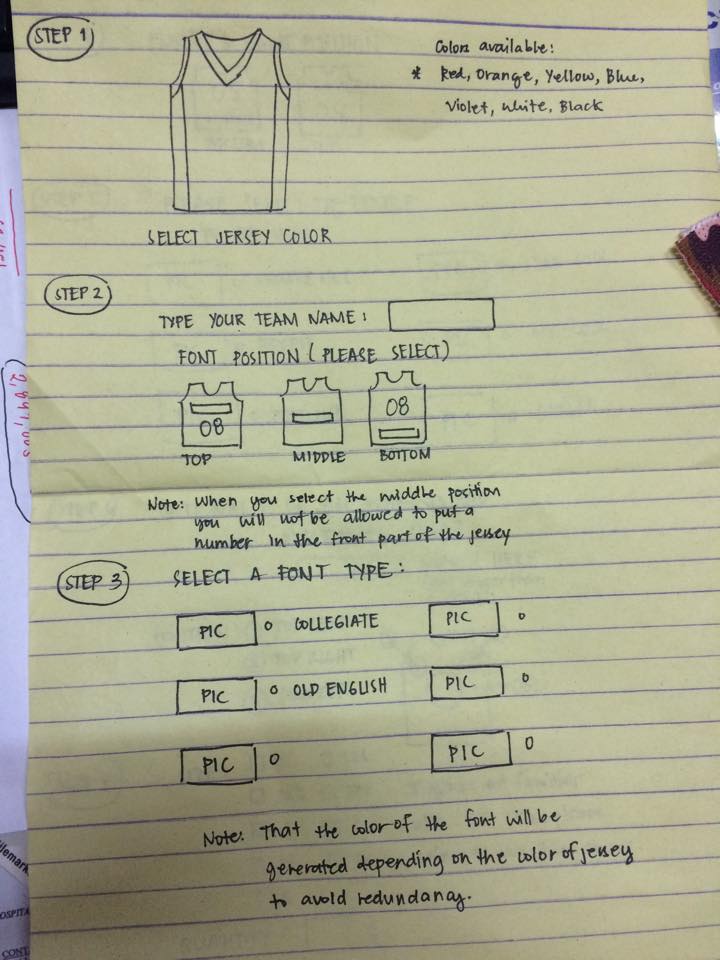 STEP 1
Colors available:
* Red, Orange, Yellow, Blue,
Violet, White, Black
SELECT JERSEY COLOR
STEP 2
TYPE YOUR TEAM NAME:
FONT POSITION (PLEASE SELECT)
08
08
TOP
MIDDLE
BOTTOM
Note: When you select the middle position
you will not be allowed to put a
number in the front part of the jersey
STEP 3
SELECT A FONT TYPE:
PIC O COLLEGIATE PIC O
PIC O OLD ENGLISH PIC O
PIC O PIC O
Note: That the color of the font will be
generated depending on the color of jersey
to avoid redundancy.